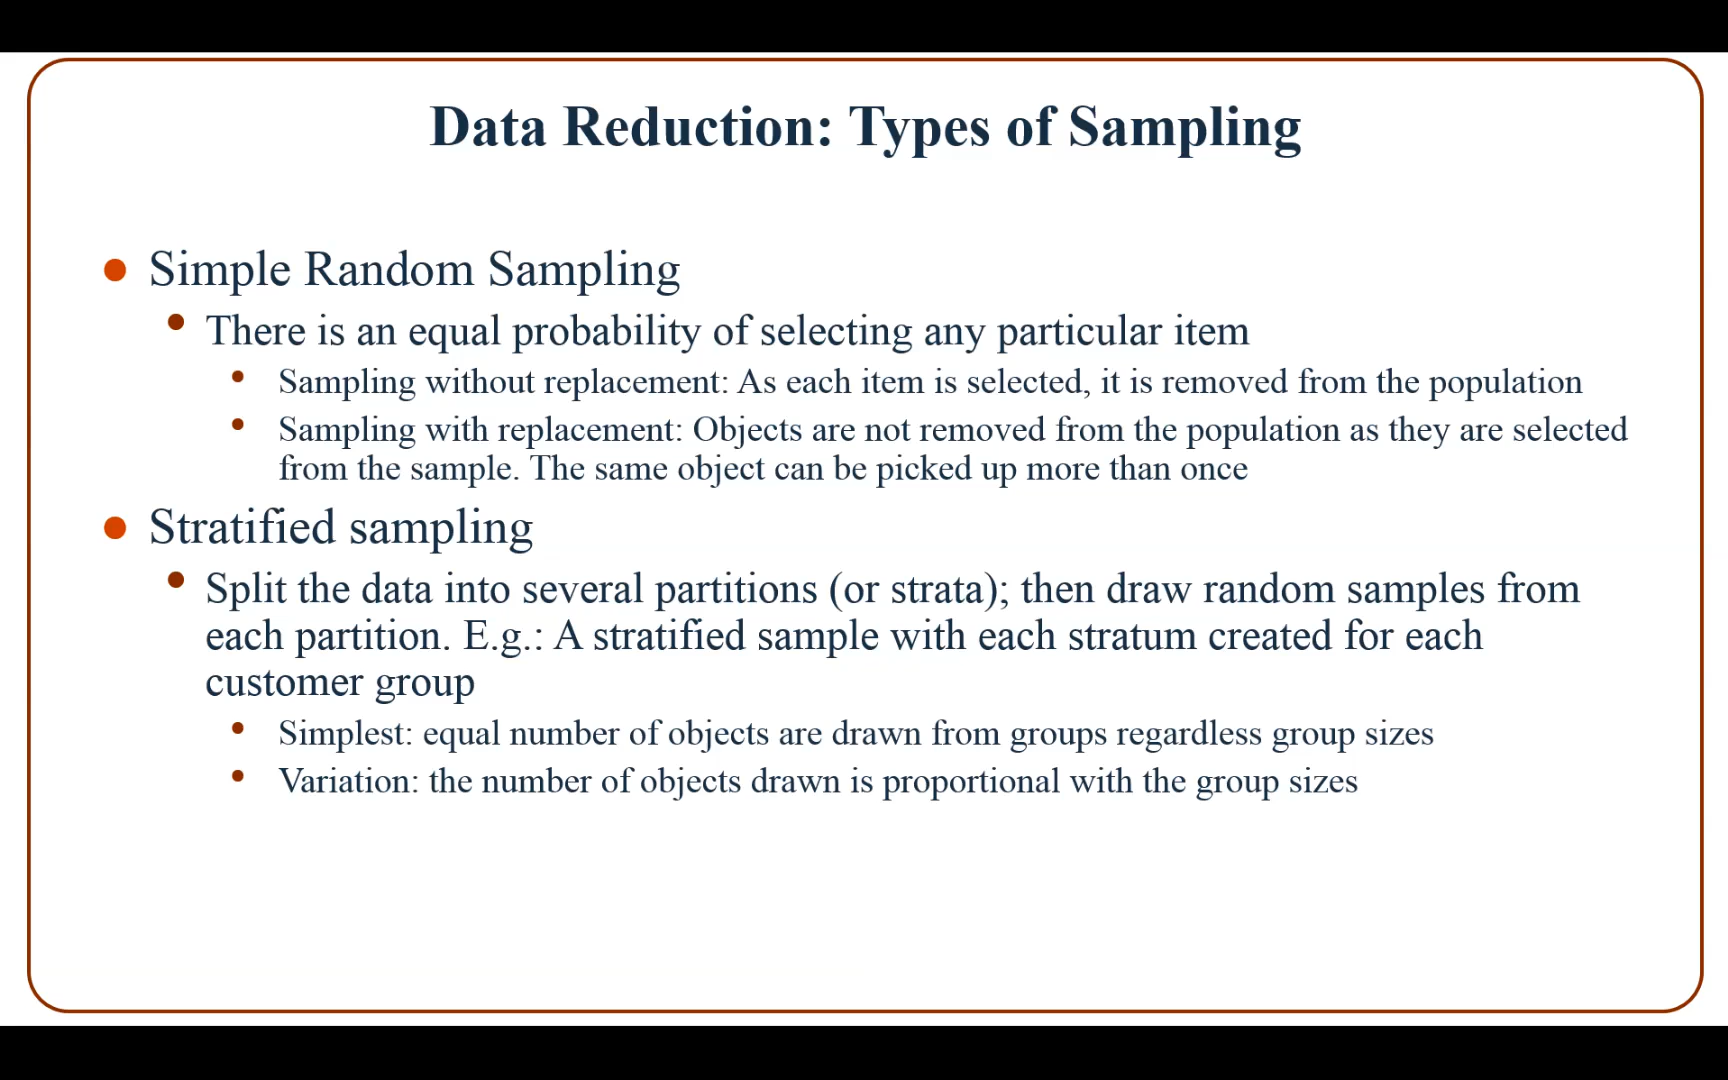 Data Reduction: Types of Sampling
Simple Random Sampling
There is an equal probability of selecting any particular item
Sampling without replacement: As each item is selected, it is removed from the population
Sampling with replacement: Objects are not removed from the population as they are selected
from the sample. The same object can be picked up more than once
Stratified sampling
Split the data into several partitions (or strata); then draw random samples from
each partition. E.g.: A stratified sample with each stratum created for each
customer group
Simplest: equal number of objects are drawn from groups regardless group sizes
Variation: the number of objects drawn is proportional with the group sizes